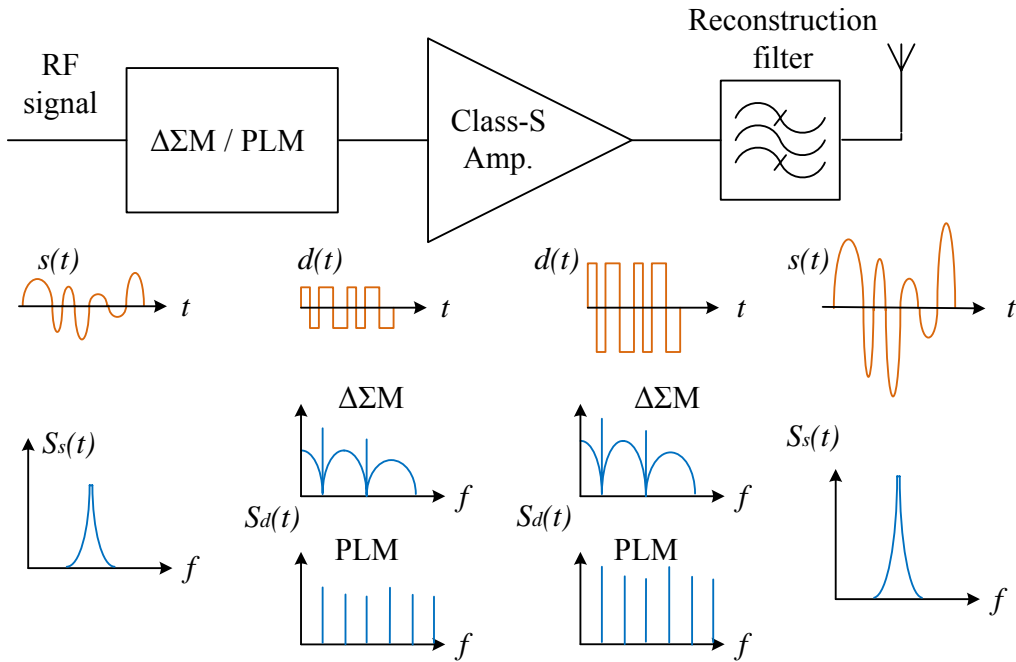 Reconstruction
filter
RF
signal
ΔΣM / PLM
Class-S
Amp.
s(t)
t
d(t)
t
d(t)
t
s(t)
t
ΔΣM
f
ΔΣM
f
Ss(t)
f
Sd(t)
PLM
f
Sd(t)
PLM
f
Ss(t)
f